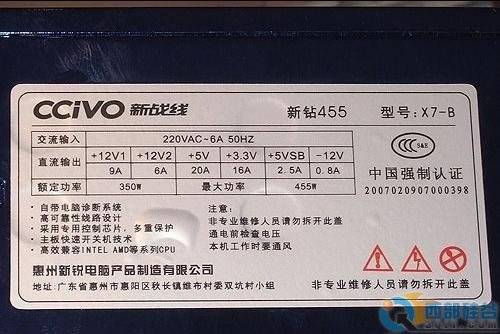 CCiVO 新战线 新钻455 型号:X7-B
交流输入 220VAC~6A 50HZ
直流输出 +12V1 +12V2 +5V +3.3V +5VSB -12V
9A 6A 20A 16A 2.5A 0.8A
额定功率 350W 最大功率 455W
CCC S&E
中国强制认证
2007020907000398
◦自带电脑诊断系统
◦高可靠性线路设计
◦采用专用控制芯片,多重保护
◦主板快速开关机技术
◦高效兼容INTEL AMD等系列CPU
注意:
非专业维修人员请勿打开此盖
通电前检查电压
本机工作时要通风
惠州新锐电脑产品制造有限公司
地址:广东省惠州市惠阳区秋长镇维布村委双坑村小组
非专业维修人员请勿打开此盖
西部硅谷